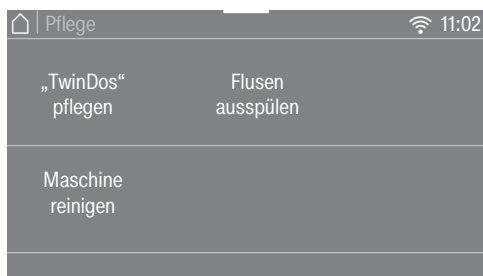 Pflege
11:02
„TwinDos“
pflegen
Flusen
ausspülen
Maschine
reinigen